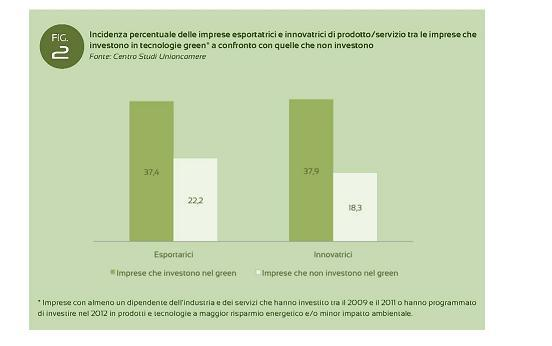 FIG.
2
Incidenza percentuale delle imprese esportatrici e innovatrici di prodotto/servizio tra le imprese che
investono in tecnologie green* a confronto con quelle che non investono
Fonte: Centro Studi Unioncamere
37,4
22,2
37,9
18,3
Esportarici
Innovatrici
Imprese che investono nel green
Imprese che non investono nel green
* Imprese con almeno un dipendente dell'industria e dei servizi che hanno investito tra il 2009 e il 2011 o hanno programmato
di investire nel 2012 in prodotti e tecnologie a maggior risparmio energetico e/o minor impatto ambientale.